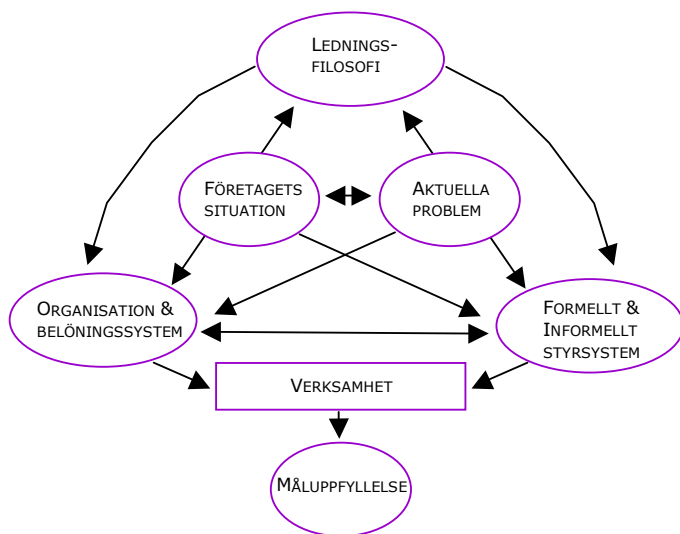 LEDNINGS-
FILOSOFI
FÖRETAGETS
SITUATION
AKTUELLA
PROBLEM
ORGANISATION &
BELÖNINGSSYSTEM
FORMELLT &
INFORMELLT
STYRSYSTEM
VERKSAMHET
MÅLUPPFYLLELSE